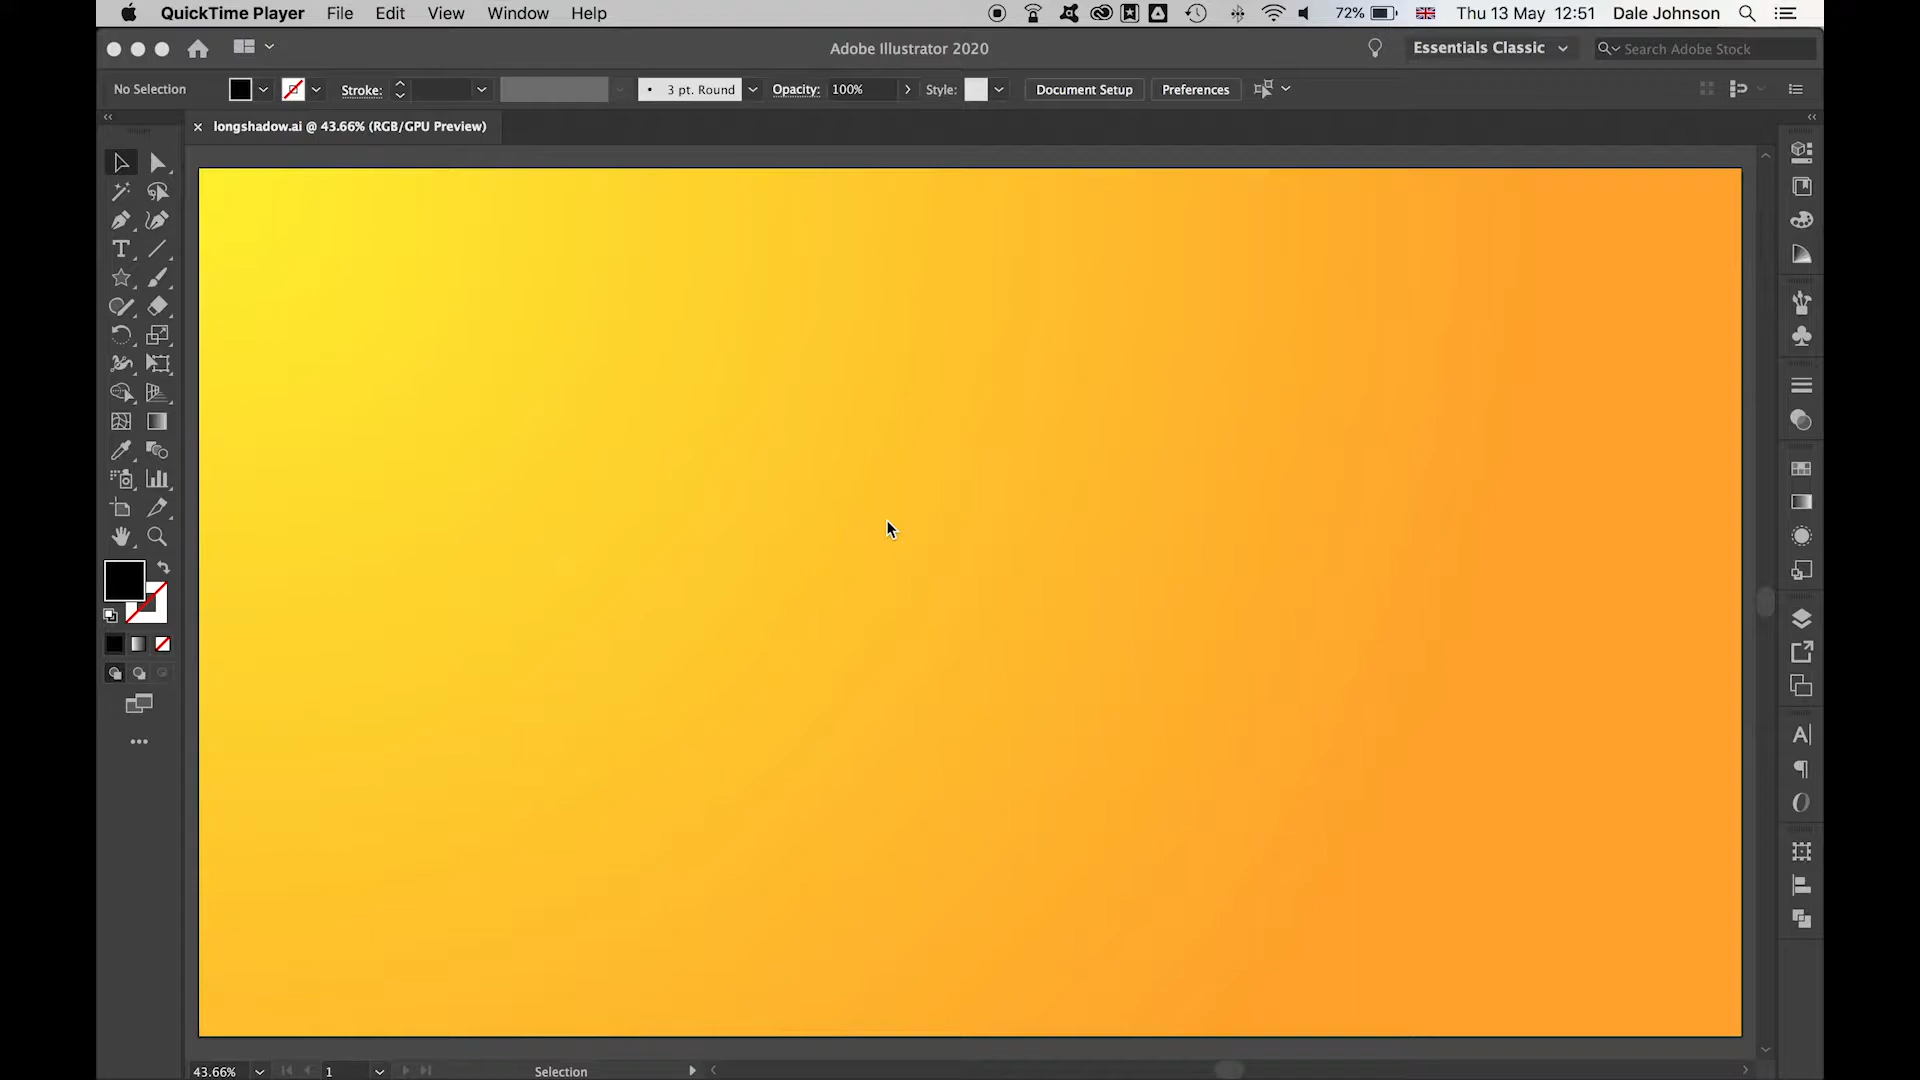 QuickTime Player File Edit View Window Help 72% Thu 13 May 12:51 Dale Johnson
Adobe Illustrator 2020 Essentials Classic Search Adobe Stock
No Selection Stroke: 3 pt. Round Opacity: 100% Style: Document Setup Preferences
longshadow.ai @ 43.66% (RGB/GPU Preview)
43.66% 1 Selection